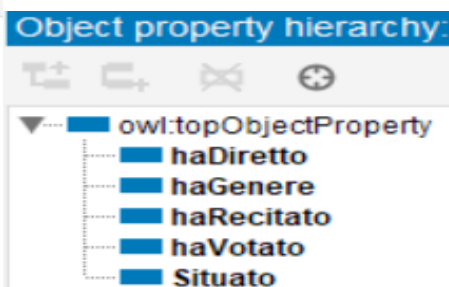 Object property hierarchy:
owl:topObjectProperty
haDiretto
haGenere
haRecitato
haVotato
Situato